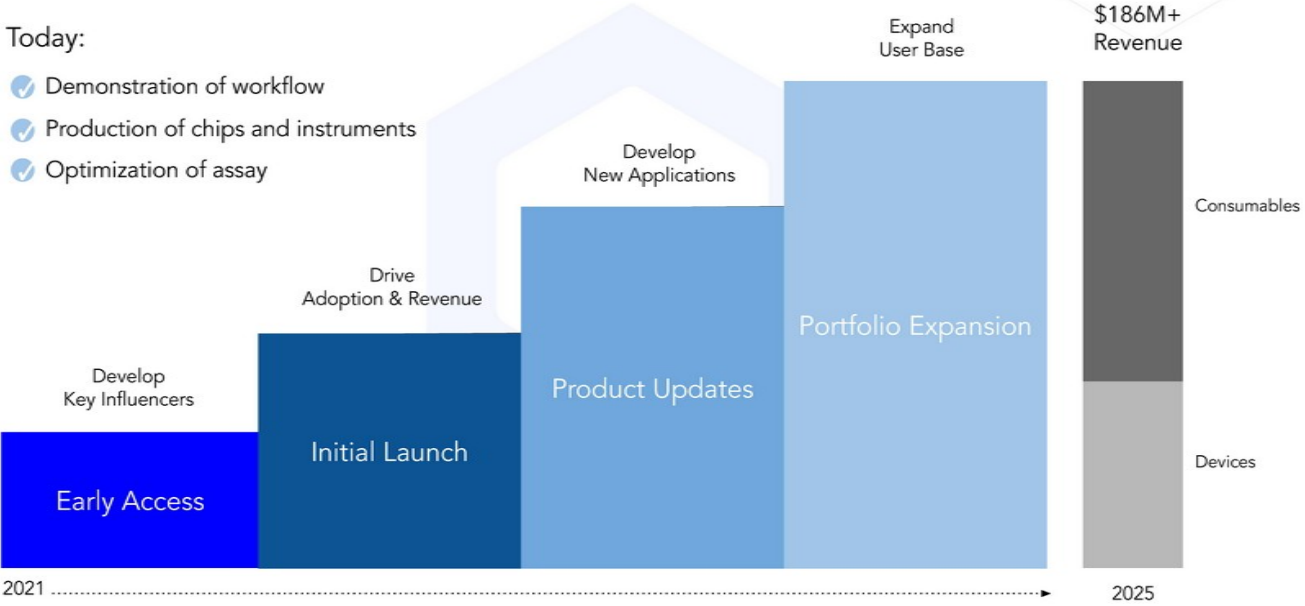 Today:
Demonstration of workflow
Production of chips and instruments
Optimization of assay
Develop
Key Influencers
Early Access
Drive
Adoption & Revenue
Initial Launch
Develop
New Applications
Product Updates
Expand
User Base
Portfolio Expansion
$186M+
Revenue
Consumables
Devices
2021
2025